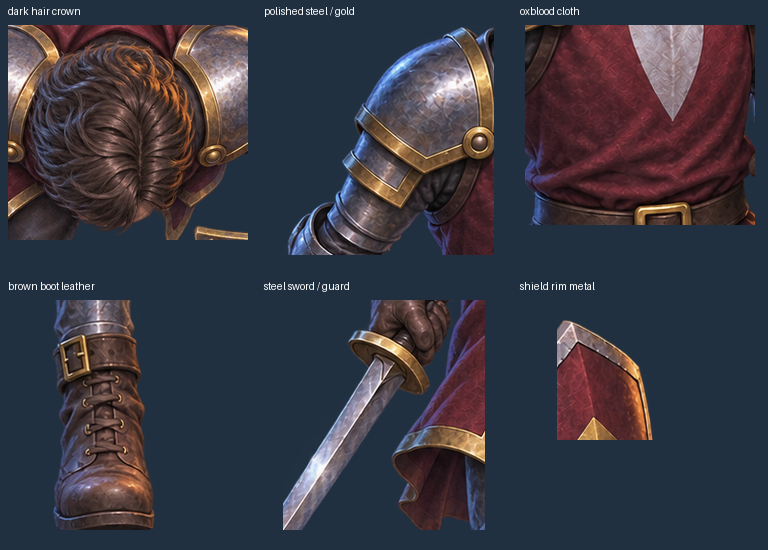 dark hair crown
polished steel / gold
oxblood cloth
brown boot leather
steel sword / guard
shield rim metal